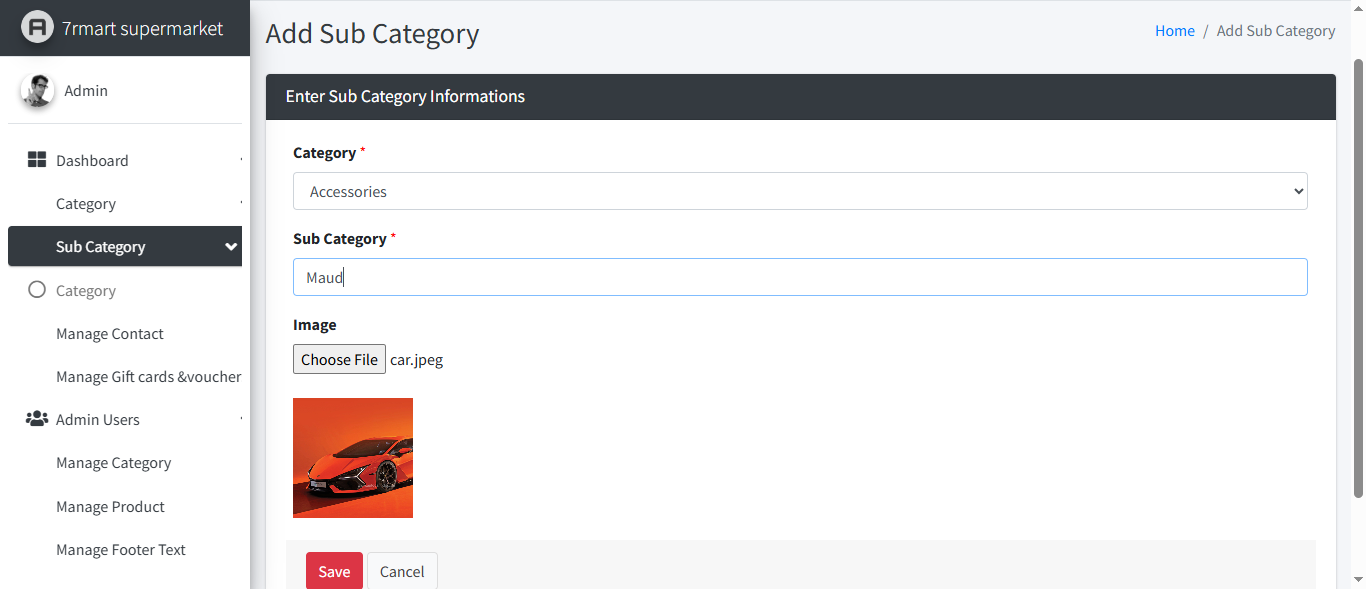 7rmart supermarket
Admin
Dashboard
Category
Sub Category
Category
Manage Contact
Manage Gift cards &voucher
Admin Users
Manage Category
Manage Product
Manage Footer Text
Add Sub Category
Home / Add Sub Category
Enter Sub Category Informations
Category *
Accessories
Sub Category *
Maud
Image
Choose File car.jpeg
Save Cancel